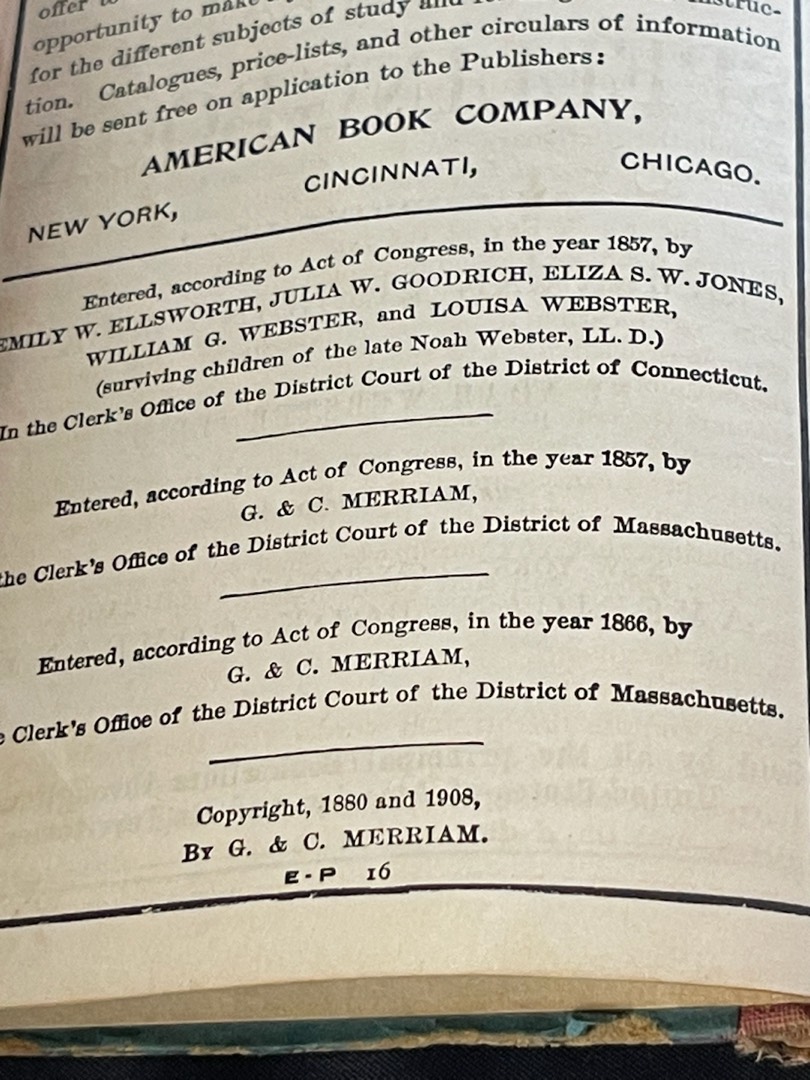 offer
opportunity to make
for the different subjects of study
tion. Catalogues, price-lists, and other circulars of information
will be sent free on application to the Publishers:
AMERICAN BOOK COMPANY,
NEW YORK, CINCINNATI, CHICAGO.
Entered, according to Act of Congress, in the year 1857, by
EMILY W. ELLSWORTH, JULIA W. GOODRICH, ELIZA S. W. JONES,
WILLIAM G. WEBSTER, and LOUISA WEBSTER,
(surviving children of the late Noah Webster, LL. D.)
In the Clerk's Office of the District Court of the District of Connecticut.
Entered, according to Act of Congress, in the year 1857, by
G. & C. MERRIAM,
the Clerk's Office of the District Court of the District of Massachusetts.
Entered, according to Act of Congress, in the year 1866, by
G. & C. MERRIAM,
Clerk's Office of the District Court of the District of Massachusetts.
Copyright, 1880 and 1908,
By G. & C. MERRIAM.
E-P 16